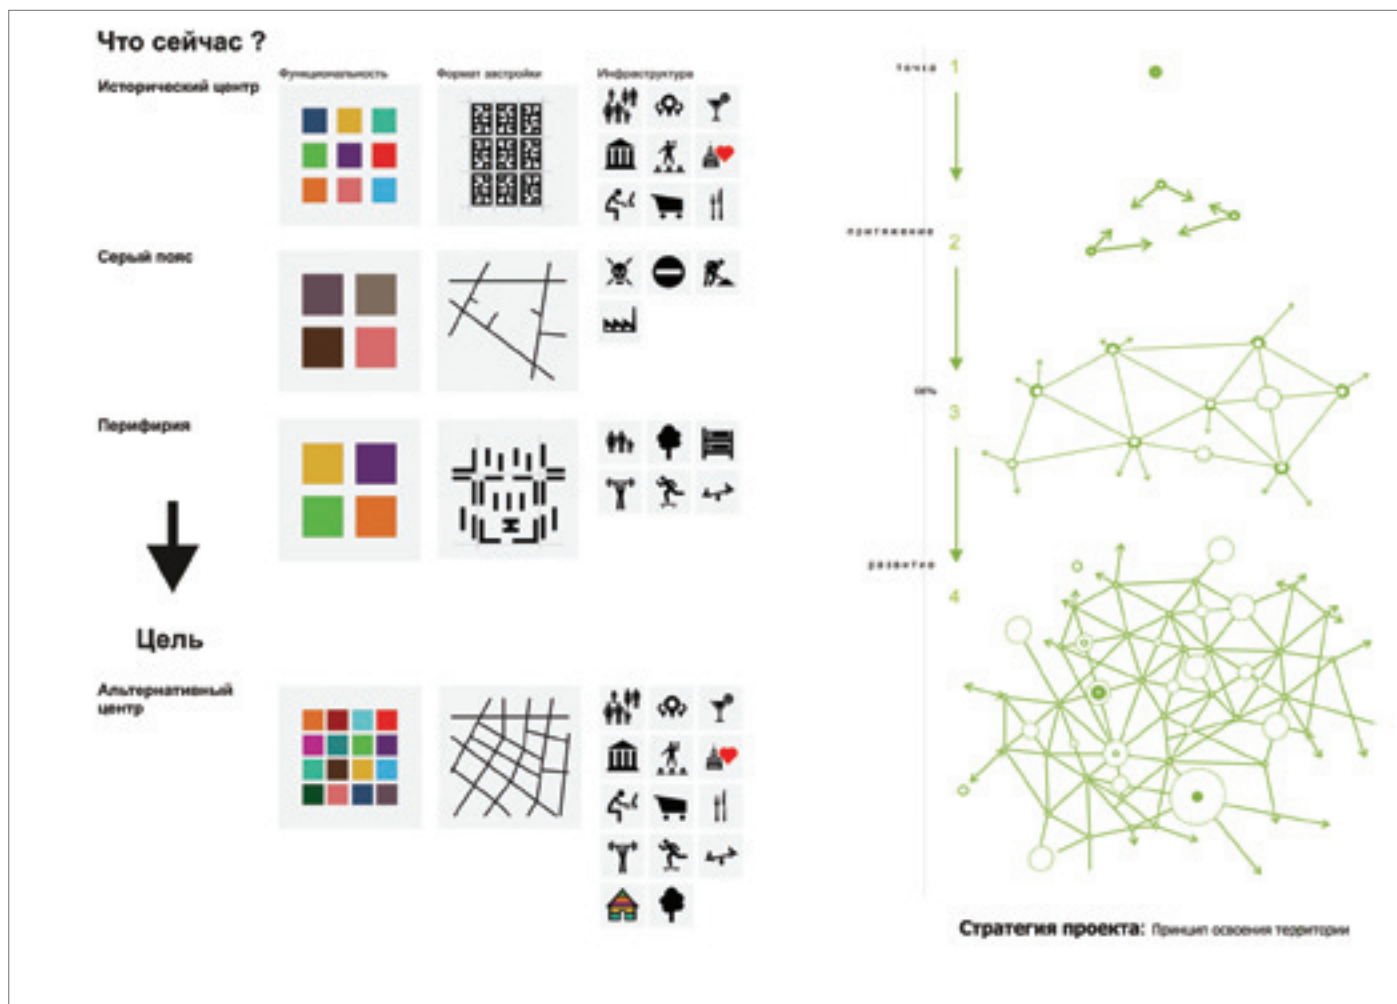 Что сейчас ?
Функциональность
Формат застройки
Инфраструктура
Исторический центр
Серый пояс
Перифирия
Цель
Альтернативный
центр
точка
1
притяжение
2
сеть
3
развитие
4
Стратегия проекта: Принцип освоения территории